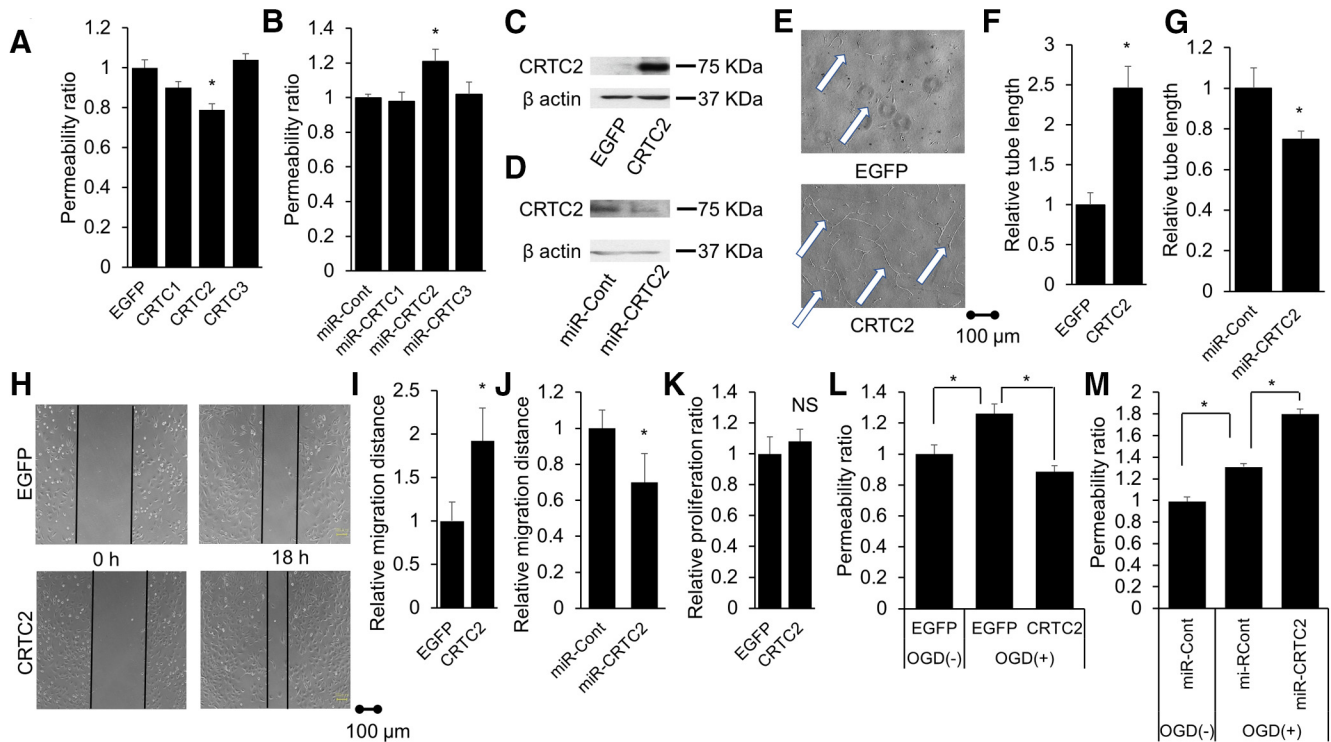 A
Permeability ratio
1.2
1
0.8
0.6
0.4
0.2
0
*
EGFP
CRTC1
CRTC2
CRTC3
B
Permeability ratio
1.4
1.2
1
0.8
0.6
0.4
0.2
0
*
miR-Cont
miR-CRTC1
miR-CRTC2
miR-CRTC3
C
CRTC2
75 KDa
β actin
37 KDa
EGFP
CRTC2
D
CRTC2
75 KDa
β actin
37 KDa
miR-Cont
miR-CRTC2
E
EGFP
CRTC2
100 μm
F
Relative tube length
3
2.5
2
1.5
1
0.5
0
*
EGFP
CRTC2
G
Relative tube length
1.2
1
0.8
0.6
0.4
0.2
0
*
miR-Cont
miR-CRTC2
H
EGFP
0 h
18 h
CRTC2
100 μm
I
Relative migration distance
2.5
2
1.5
1
0.5
0
*
EGFP
CRTC2
J
Relative migration distance
1.2
1
0.8
0.6
0.4
0.2
0
*
miR-Cont
miR-CRTC2
K
Relative proliferation ratio
1.4
1.2
1
0.8
0.6
0.4
0.2
0
NS
EGFP
CRTC2
L
Permeability ratio
1.4
1.2
1
0.8
0.6
0.4
0.2
0
*
*
EGFP
EGFP
CRTC2
OGD(-)
OGD(+)
M
Permeability ratio
2
1.8
1.6
1.4
1.2
1
0.8
0.6
0.4
0.2
0
*
*
miR-Cont
mi-RCont
miR-CRTC2
OGD(-)
OGD(+)